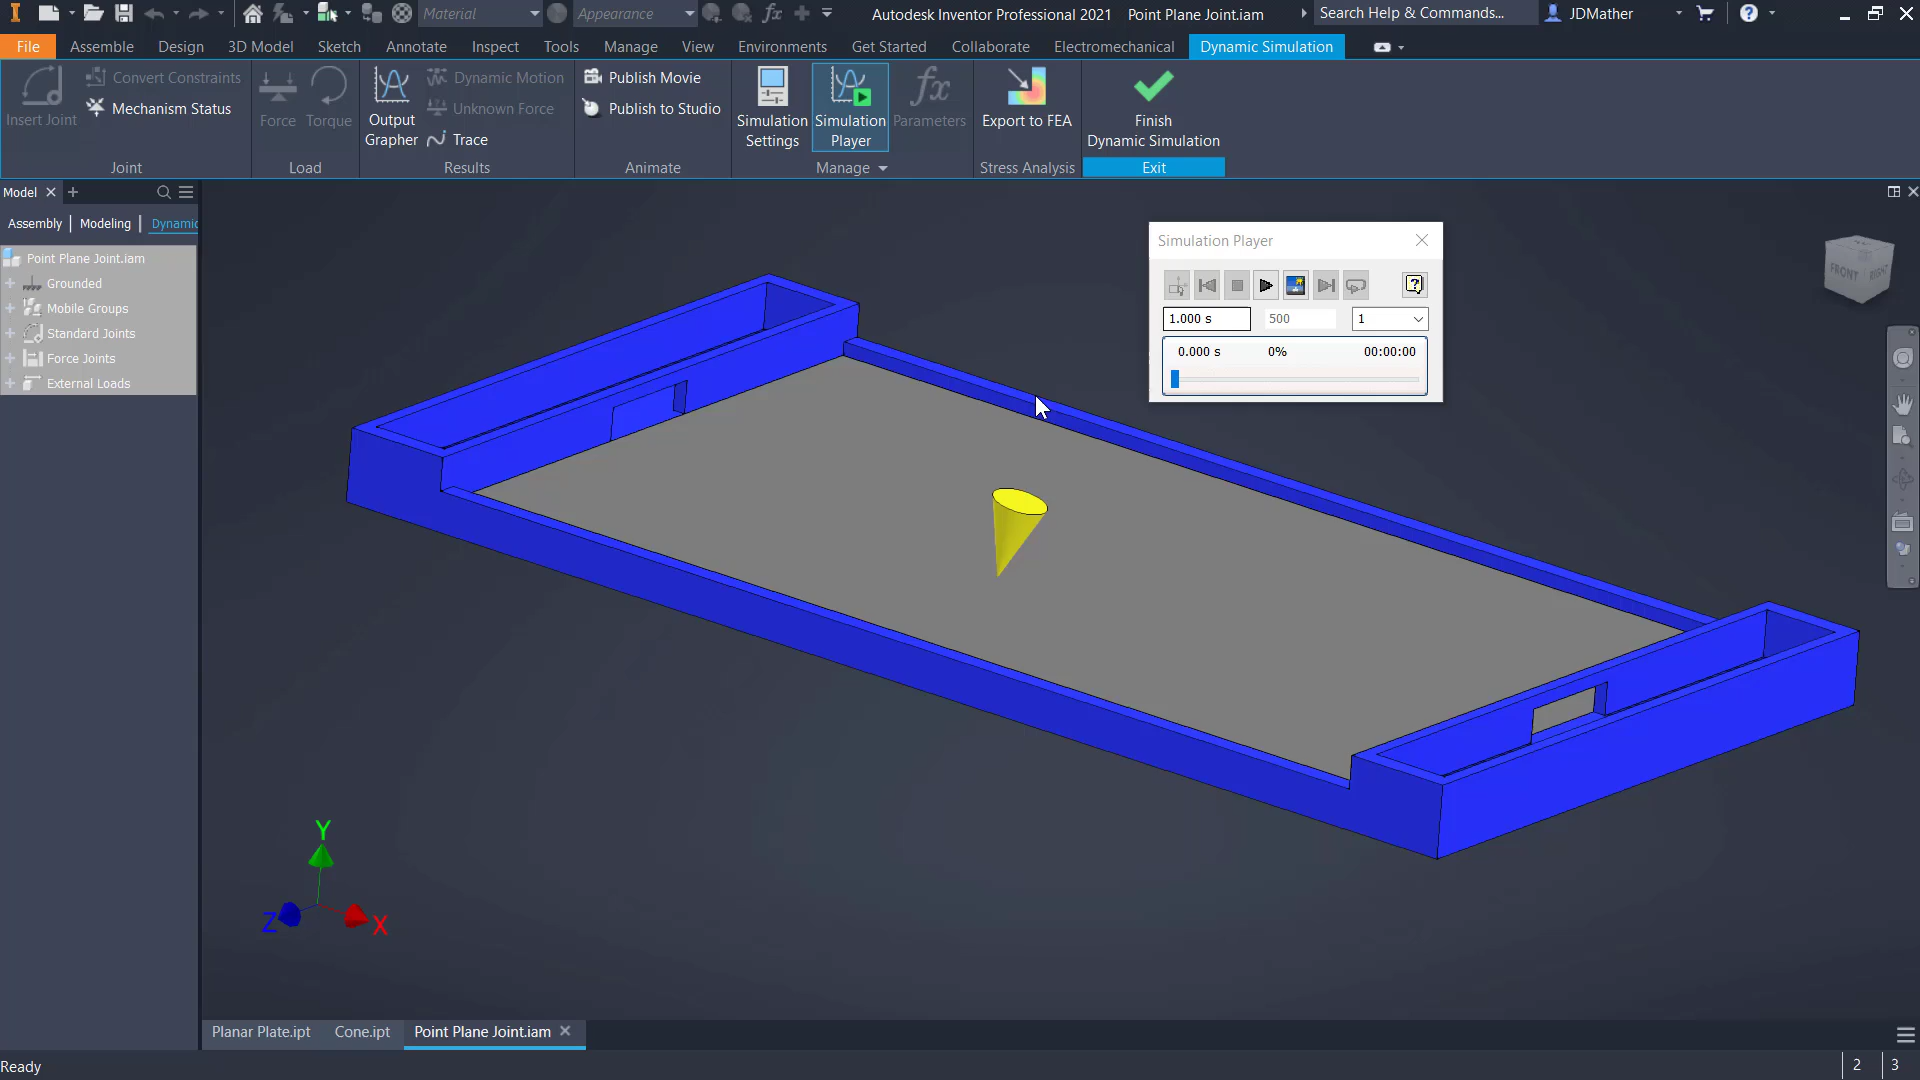 Material
Appearance
Autodesk Inventor Professional 2021 Point Plane Joint.iam
Search Help & Commands...
JDMather
File Assemble Design 3D Model Sketch Annotate Inspect Tools Manage View Environments Get Started Collaborate Electromechanical Dynamic Simulation
Insert Joint
Convert Constraints
Mechanism Status
Joint
Force
Torque
Load
Output
Grapher
Dynamic Motion
Unknown Force
Trace
Results
Publish Movie
Publish to Studio
Animate
Simulation
Settings
Simulation
Player
Parameters
Manage
Export to FEA
Stress Analysis
Finish
Dynamic Simulation
Exit
Model
Assembly Modeling Dynamic
Point Plane Joint.iam
Grounded
Mobile Groups
Standard Joints
Force Joints
External Loads
Simulation Player
1.000 s 500 1
0.000 s 0% 00:00:00
FRONT RIGHT
Y
Z X
Planar Plate.ipt Cone.ipt Point Plane Joint.iam
Ready
2 3